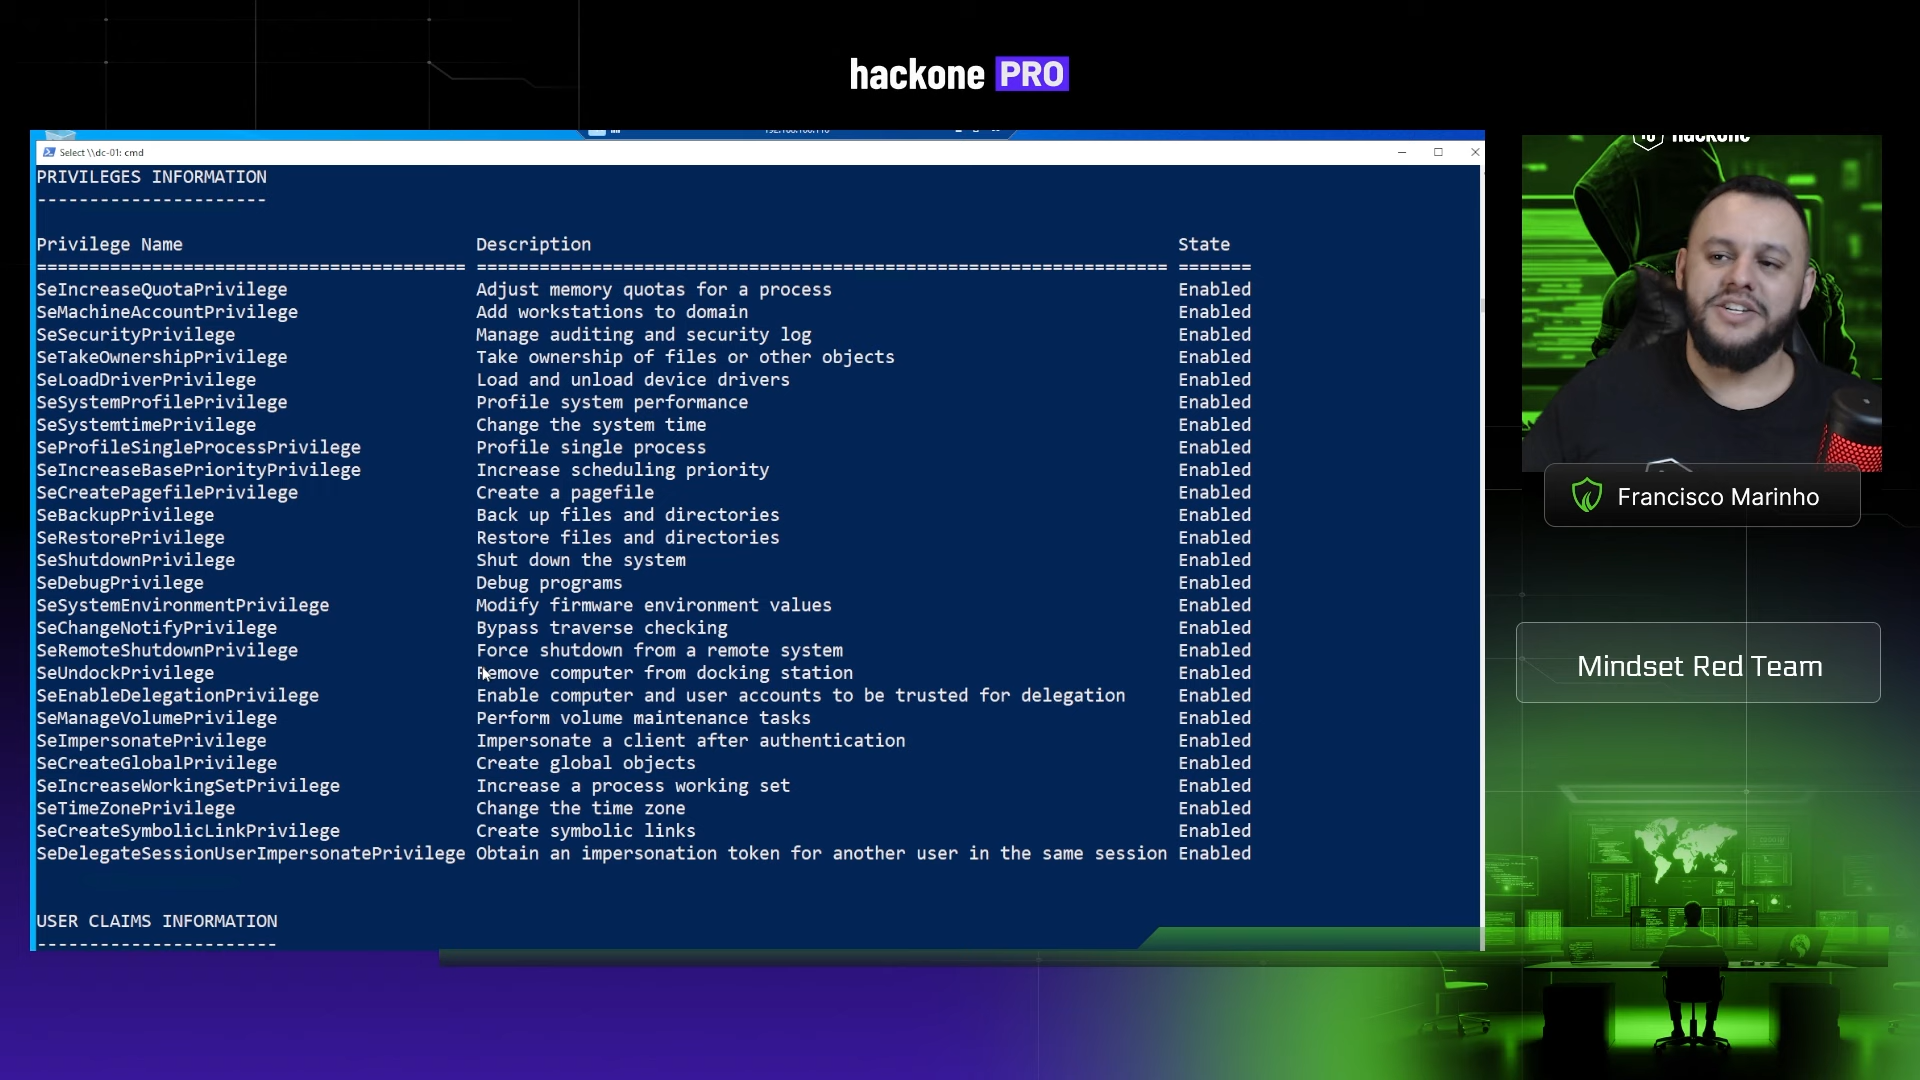 hackone PRO
hackone
Select \\dc-01: cmd
PRIVILEGES INFORMATION
----------------------
Privilege Name Description State
========================================= ================================================================== =======
SeIncreaseQuotaPrivilege Adjust memory quotas for a process Enabled
SeMachineAccountPrivilege Add workstations to domain Enabled
SeSecurityPrivilege Manage auditing and security log Enabled
SeTakeOwnershipPrivilege Take ownership of files or other objects Enabled
SeLoadDriverPrivilege Load and unload device drivers Enabled
SeSystemProfilePrivilege Profile system performance Enabled
SeSystemtimePrivilege Change the system time Enabled
SeProfileSingleProcessPrivilege Profile single process Enabled
SeIncreaseBasePriorityPrivilege Increase scheduling priority Enabled
SeCreatePagefilePrivilege Create a pagefile Enabled
SeBackupPrivilege Back up files and directories Enabled
SeRestorePrivilege Restore files and directories Enabled
SeShutdownPrivilege Shut down the system Enabled
SeDebugPrivilege Debug programs Enabled
SeSystemEnvironmentPrivilege Modify firmware environment values Enabled
SeChangeNotifyPrivilege Bypass traverse checking Enabled
SeRemoteShutdownPrivilege Force shutdown from a remote system Enabled
SeUndockPrivilege Remove computer from docking station Enabled
SeEnableDelegationPrivilege Enable computer and user accounts to be trusted for delegation Enabled
SeManageVolumePrivilege Perform volume maintenance tasks Enabled
SeImpersonatePrivilege Impersonate a client after authentication Enabled
SeCreateGlobalPrivilege Create global objects Enabled
SeIncreaseWorkingSetPrivilege Increase a process working set Enabled
SeTimeZonePrivilege Change the time zone Enabled
SeCreateSymbolicLinkPrivilege Create symbolic links Enabled
SeDelegateSessionUserImpersonatePrivilege Obtain an impersonation token for another user in the same session Enabled
USER CLAIMS INFORMATION
-----------------------
Francisco Marinho
Mindset Red Team